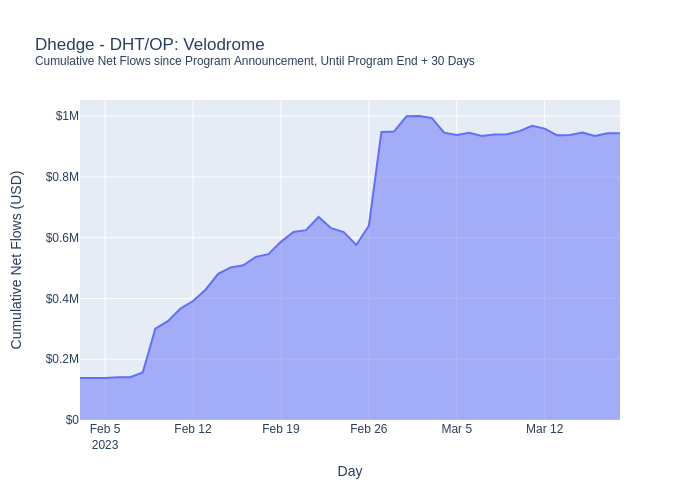 Dhedge - DHT/OP: Velodrome
Cumulative Net Flows since Program Announcement, Until Program End + 30 Days
Cumulative Net Flows (USD)
$1M
$0.8M
$0.6M
$0.4M
$0.2M
$0
Feb 5
2023
Feb 12
Feb 19
Feb 26
Mar 5
Mar 12
Day